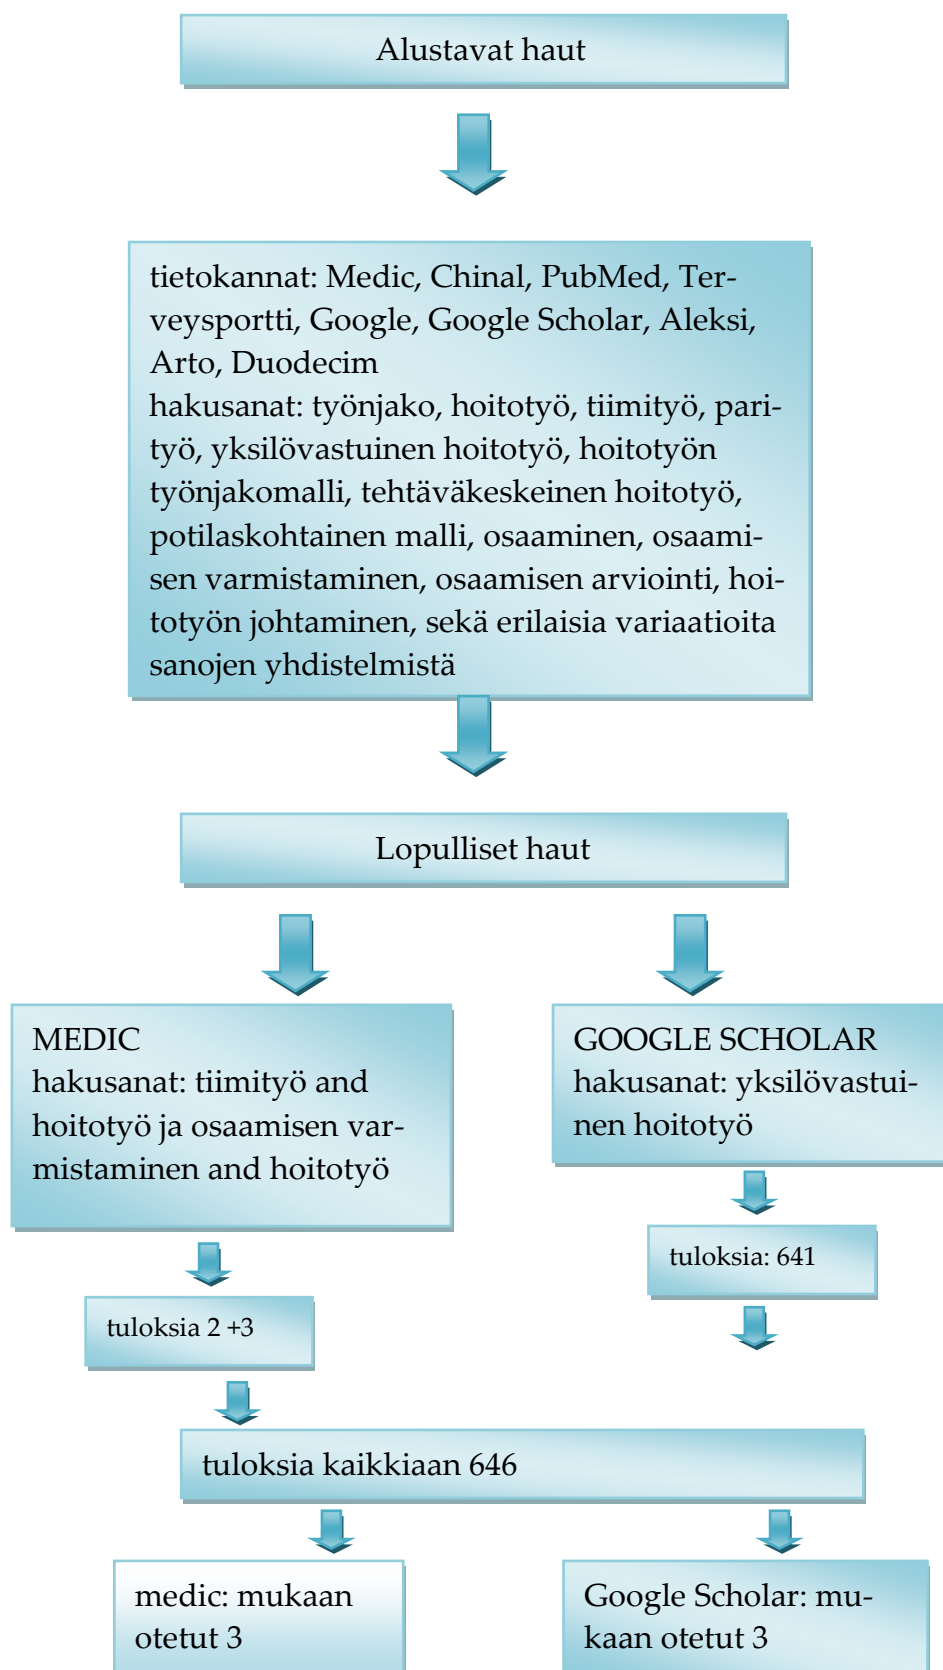 Alustavat haut
tietokannat: Medic, Chinal, PubMed, Ter-
veysportti, Google, Google Scholar, Aleksi,
Arto, Duodecim
hakusanat: työnjako, hoitotyö, tiimityö, pari-
työ, yksilövastuinen hoitotyö, hoitotyön
työnjakomalli, tehtäväkeskeinen hoitotyö,
potilaskohtainen malli, osaaminen, osaami-
sen varmistaminen, osaamisen arviointi, hoi-
totyön johtaminen, sekä erilaisia variaatioita
sanojen yhdistelmistä
Lopulliset haut
MEDIC
hakusanat: tiimityö and
hoitotyö ja osaamisen var-
mistaminen and hoitotyö
GOOGLE SCHOLAR
hakusanat: yksilövastui-
nen hoitotyö
tuloksia: 641
tuloksia 2 +3
tuloksia kaikkiaan 646
medic: mukaan
otetut 3
Google Scholar: mu-
kaan otetut 3